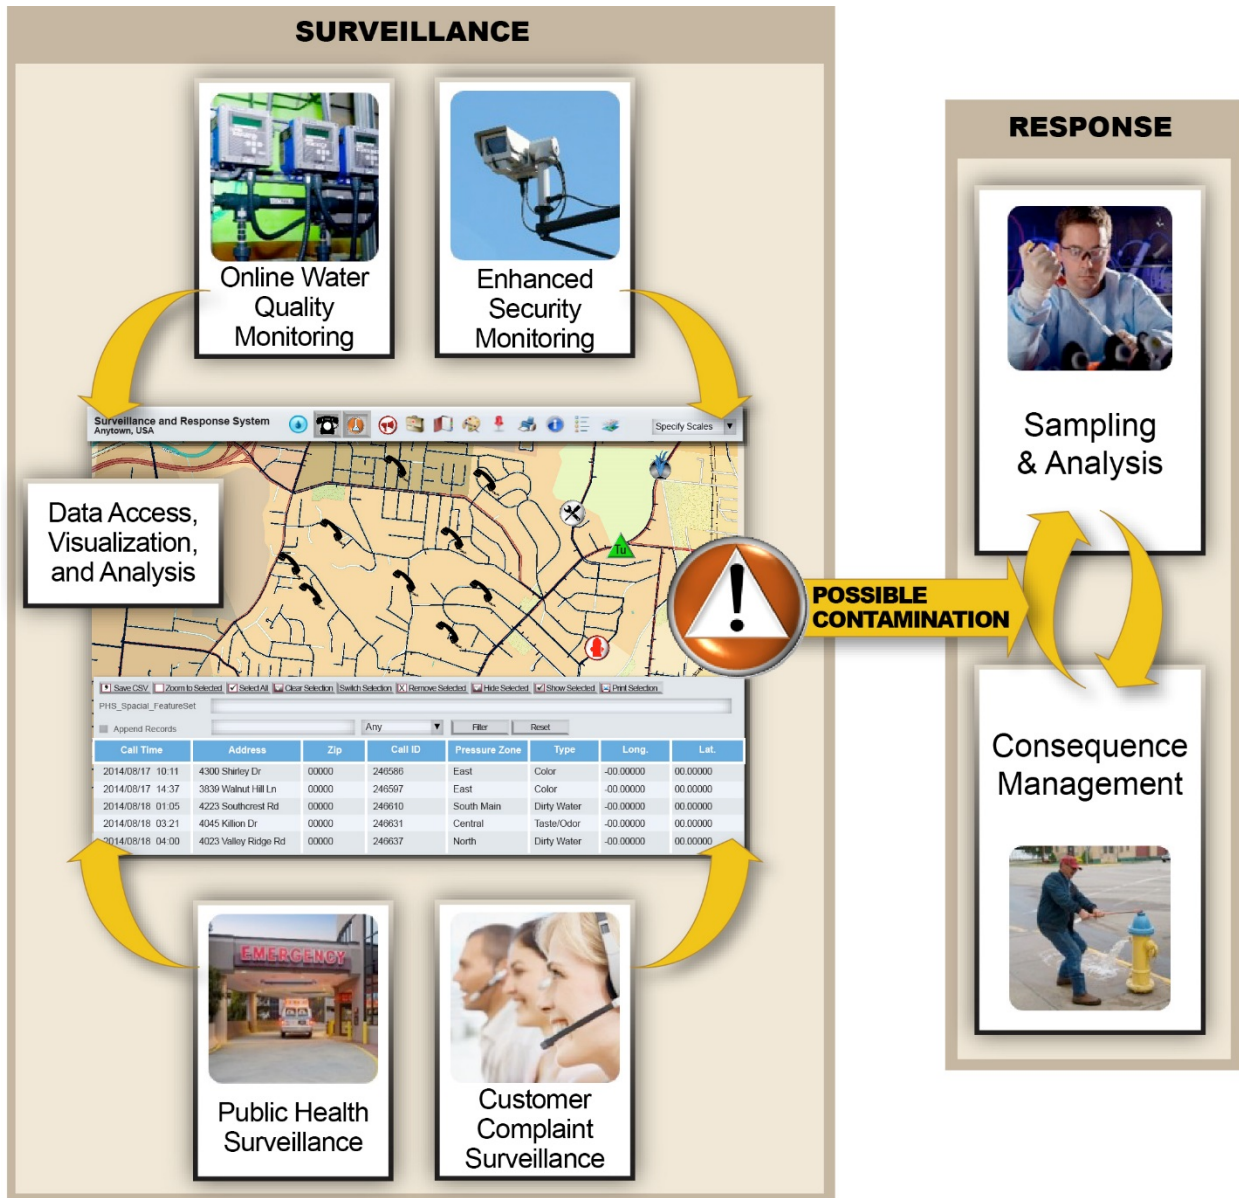 SURVEILLANCE
Online Water
Quality
Monitoring
Enhanced
Security
Monitoring
Surveillance and Response System
Anytown, USA
Specify Scales
Data Access,
Visualization,
and Analysis
Tu
POSSIBLE
CONTAMINATION
Save CSV Zoom to Selected Select All Clear Selection Switch Selection Remove Selected Hide Selected Show Selected Print Selection
PHS_Spacial_FeatureSet
Append Records Any Filter Reset
Call Time Address Zip Call ID Pressure Zone Type Long. Lat.
2014/08/17 10:11 4300 Shirley Dr 00000 246586 East Color -00.00000 00.00000
2014/08/17 14:37 3839 Walnut Hill Ln 00000 246597 East Color -00.00000 00.00000
2014/08/18 01:05 4223 Southcrest Rd 00000 246610 South Main Dirty Water -00.00000 00.00000
2014/08/18 03:21 4045 Killion Dr 00000 246631 Central Taste/Odor -00.00000 00.00000
2014/08/18 04:00 4023 Valley Ridge Rd 00000 246637 North Dirty Water -00.00000 00.00000
EMERGENCY
Public Health
Surveillance
Customer
Complaint
Surveillance
RESPONSE
Sampling
& Analysis
Consequence
Management